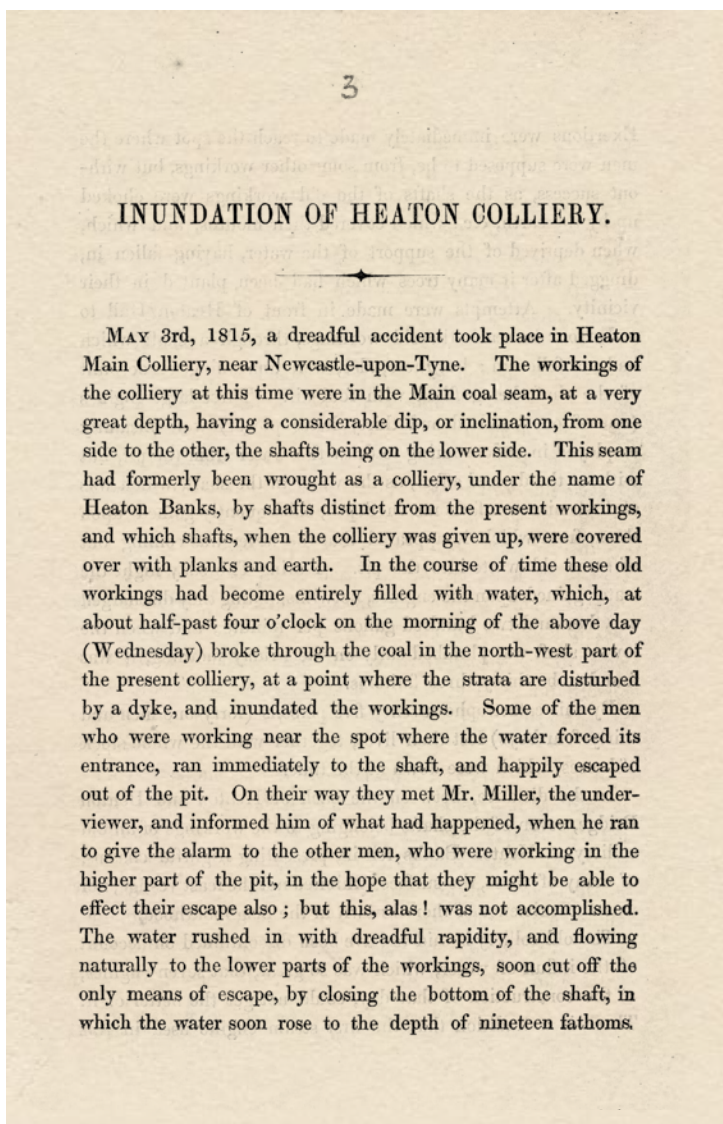 3
INUNDATION OF HEATON COLLIERY.
MAY 3rd, 1815, a dreadful accident took place in Heaton
Main Colliery, near Newcastle-upon-Tyne. The workings of
the colliery at this time were in the Main coal seam, at a very
great depth, having a considerable dip, or inclination, from one
side to the other, the shafts being on the lower side. This seam
had formerly been wrought as a colliery, under the name of
Heaton Banks, by shafts distinct from the present workings,
and which shafts, when the colliery was given up, were covered
over with planks and earth. In the course of time these old
workings had become entirely filled with water, which, at
about half-past four o'clock on the morning of the above day
(Wednesday) broke through the coal in the north-west part of
the present colliery, at a point where the strata are disturbed
by a dyke, and inundated the workings. Some of the men
who were working near the spot where the water forced its
entrance, ran immediately to the shaft, and happily escaped
out of the pit. On their way they met Mr. Miller, the under-
viewer, and informed him of what had happened, when he ran
to give the alarm to the other men, who were working in the
higher part of the pit, in the hope that they might be able to
effect their escape also ; but this, alas ! was not accomplished.
The water rushed in with dreadful rapidity, and flowing
naturally to the lower parts of the workings, soon cut off the
only means of escape, by closing the bottom of the shaft, in
which the water soon rose to the depth of nineteen fathoms.